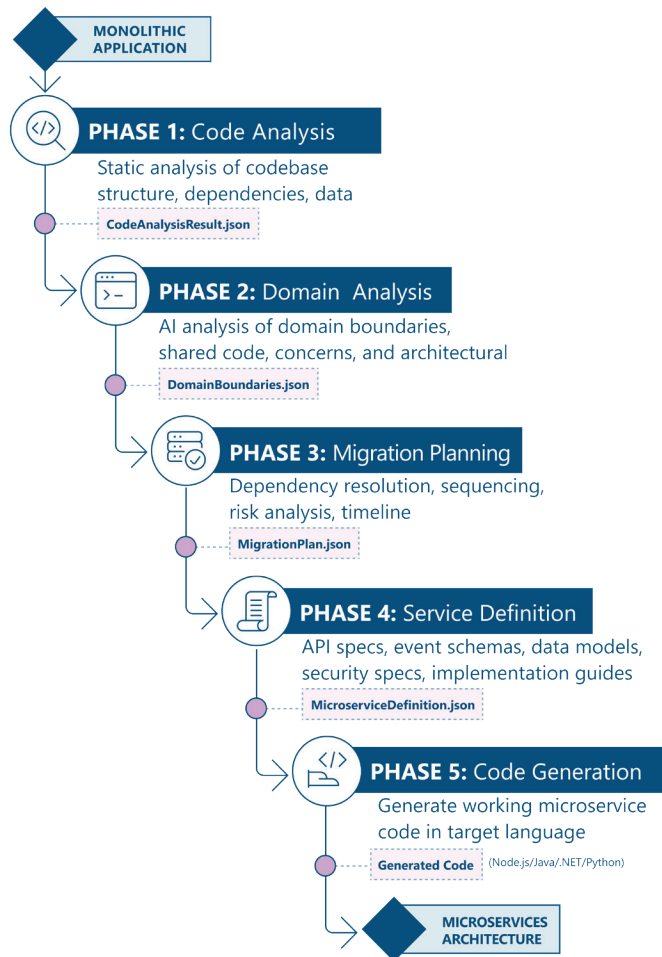 MONOLITHIC
APPLICATION
</>
PHASE 1: Code Analysis
Static analysis of codebase
structure, dependencies, data
CodeAnalysisResult.json
PHASE 2: Domain Analysis
AI analysis of domain boundaries,
shared code, concerns, and architectural
DomainBoundaries.json
PHASE 3: Migration Planning
Dependency resolution, sequencing,
risk analysis, timeline
MigrationPlan.json
PHASE 4: Service Definition
API specs, event schemas, data models,
security specs, implementation guides
MicroserviceDefinition.json
</>
PHASE 5: Code Generation
Generate working microservice
code in target language
Generated Code (Node.js/Java/.NET/Python)
MICROSERVICES
ARCHITECTURE